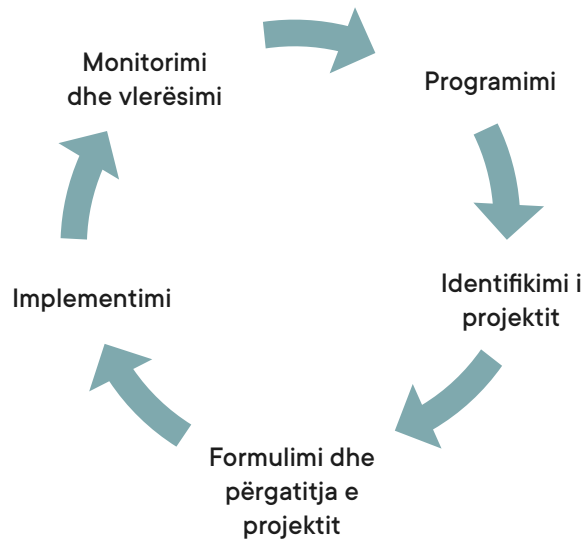 Monitorimi
dhe vlerësimi
Programimi
Identifikimi i
projektit
Formulimi dhe
përgatitja e
projektit
Implementimi